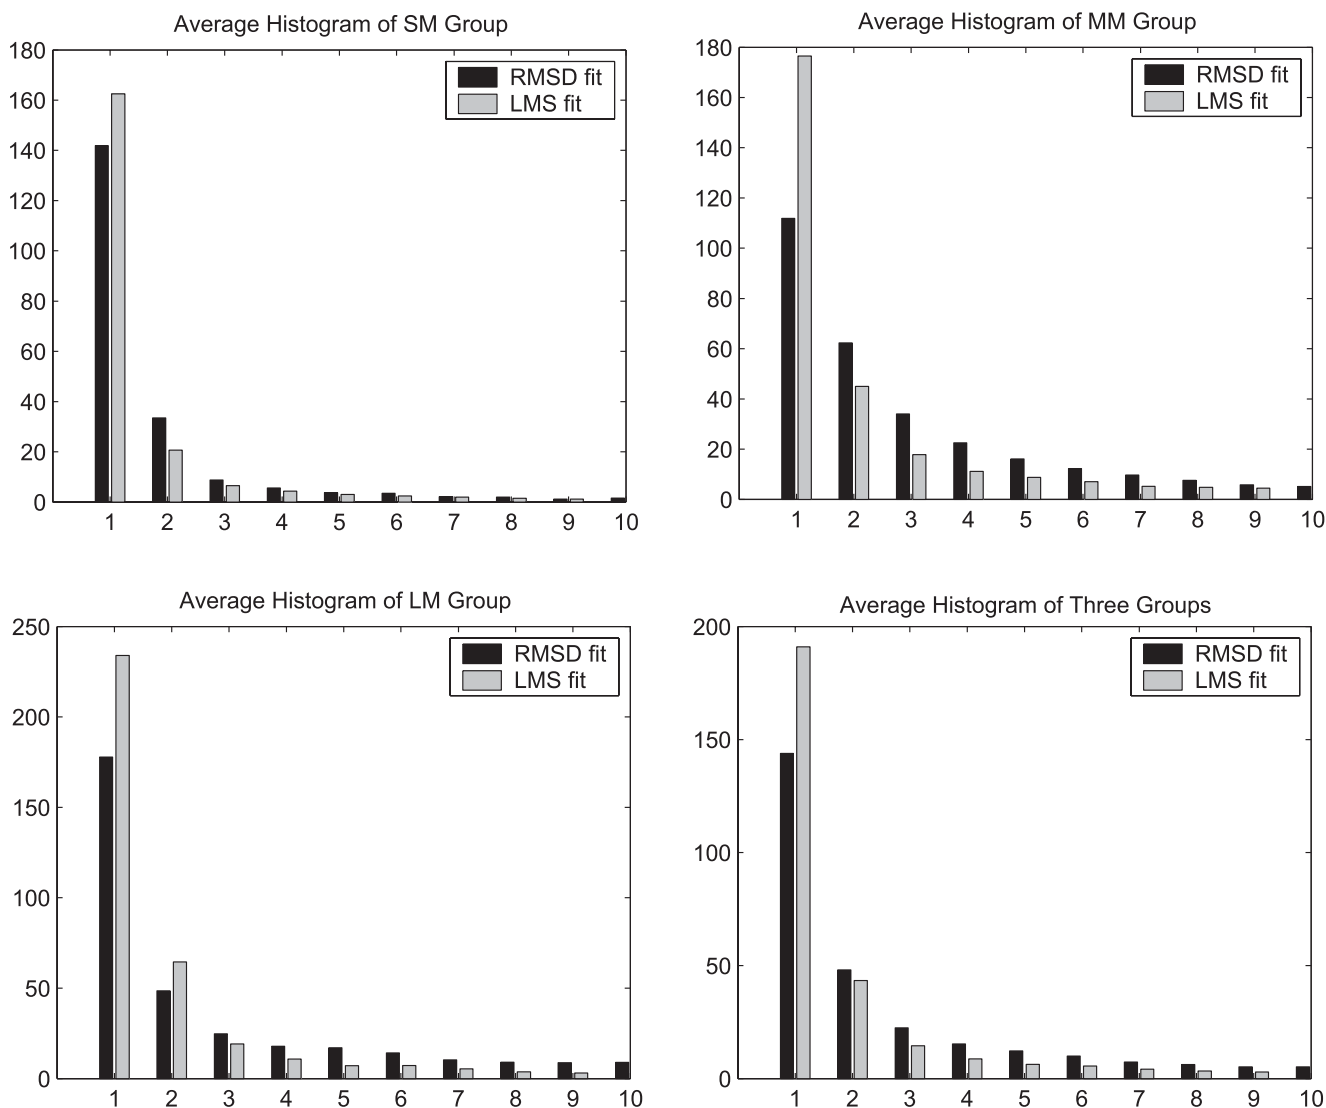 Average Histogram of SM Group
180
160
140
120
100
80
60
40
20
0
RMSD fit
LMS fit
1 2 3 4 5 6 7 8 9 10
Average Histogram of MM Group
180
160
140
120
100
80
60
40
20
0
RMSD fit
LMS fit
1 2 3 4 5 6 7 8 9 10
Average Histogram of LM Group
250
200
150
100
50
0
RMSD fit
LMS fit
1 2 3 4 5 6 7 8 9 10
Average Histogram of Three Groups
200
150
100
50
0
RMSD fit
LMS fit
1 2 3 4 5 6 7 8 9 10